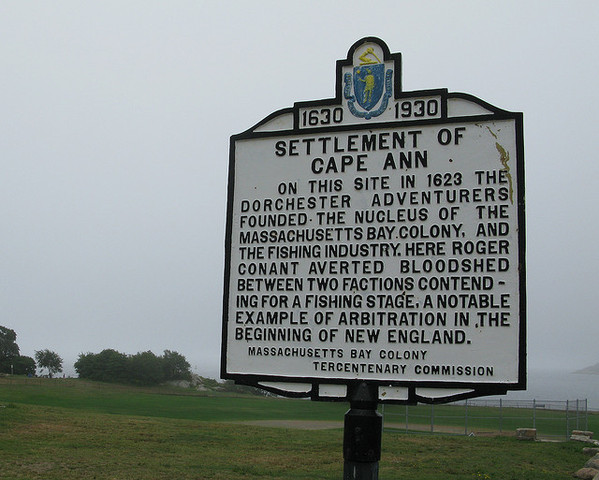 1630 1930
SETTLEMENT OF
CAPE ANN
ON THIS SITE IN 1623 THE
DORCHESTER ADVENTURERS
FOUNDED THE NUCLEUS OF THE
MASSACHUSETTS BAY COLONY, AND
THE FISHING INDUSTRY. HERE ROGER
CONANT AVERTED BLOODSHED
BETWEEN TWO FACTIONS CONTEND-
ING FOR A FISHING STAGE, A NOTABLE
EXAMPLE OF ARBITRATION IN THE
BEGINNING OF NEW ENGLAND.
MASSACHUSETTS BAY COLONY
TERCENTENARY COMMISSION